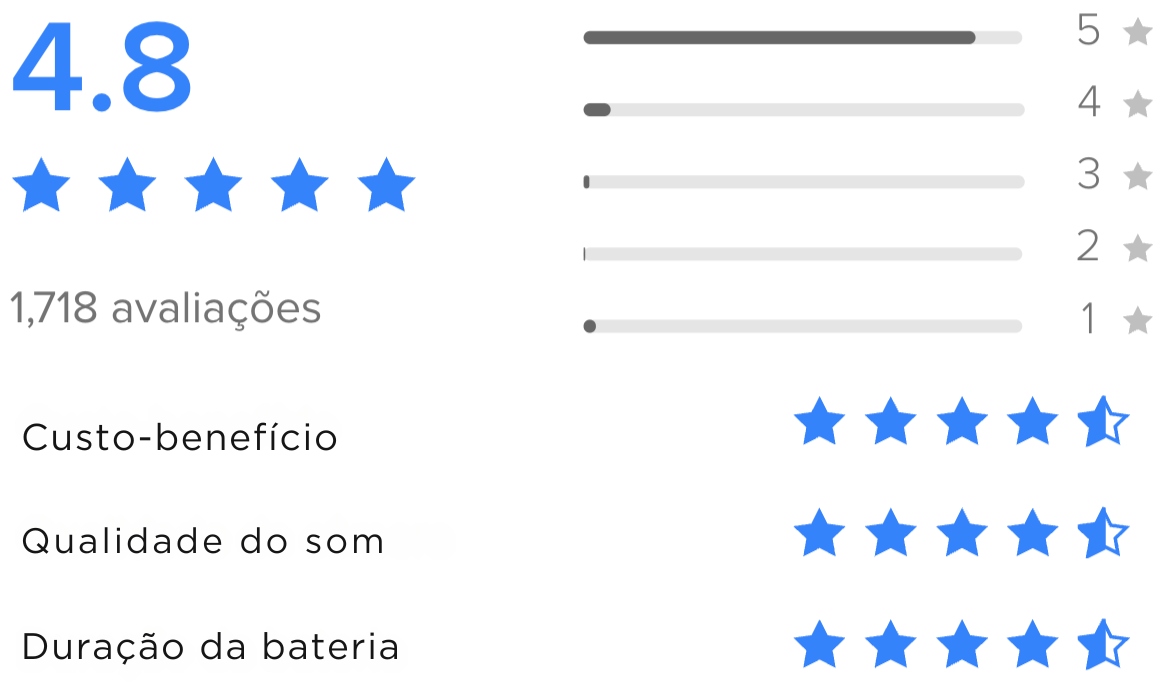 4.8
1,718 avaliações
5
4
3
2
1
Custo-benefício
Qualidade do som
Duração da bateria